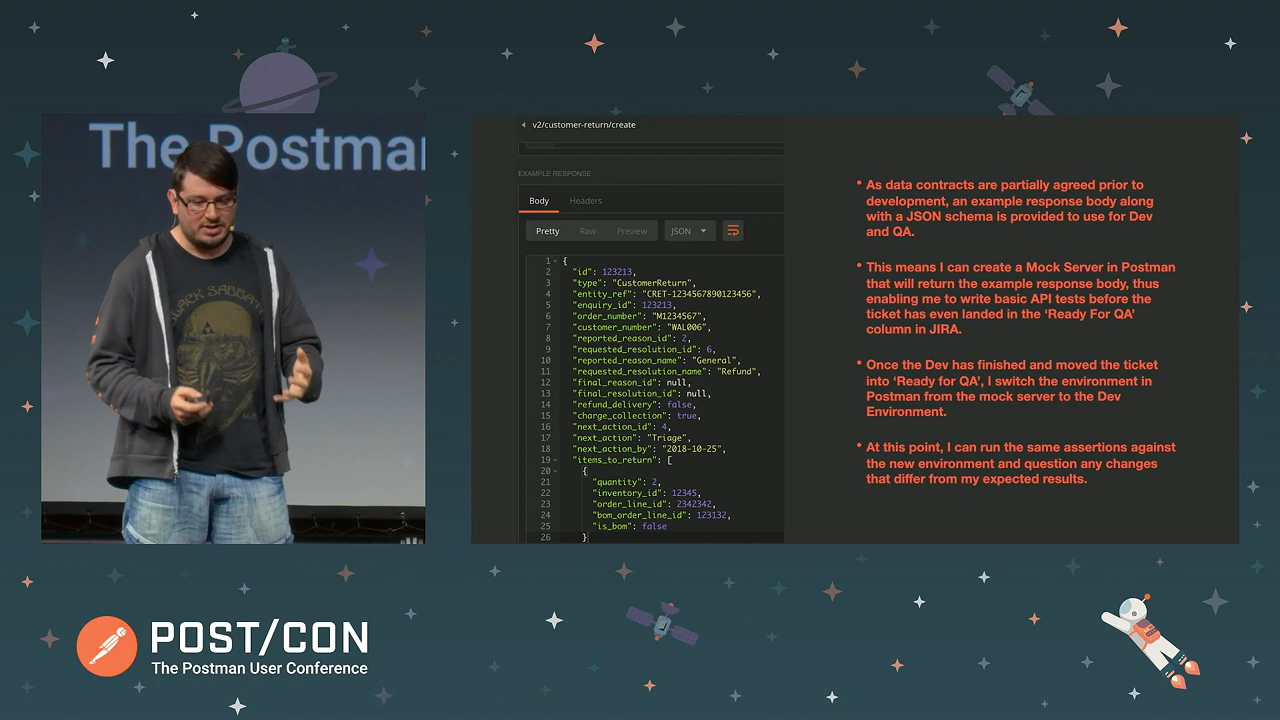 The Postma
BLACK SABBATH
v2/customer-return/create
EXAMPLE RESPONSE
Body Headers
Pretty Raw Preview JSON
1 {
2 "id": 123213,
3 "type": "CustomerReturn",
4 "entity_ref": "CRET-1234567890123456",
5 "enquiry_id": 123213,
6 "order_number": "M1234567",
7 "customer_number": "WAL006",
8 "reported_reason_id": 2,
9 "requested_resolution_id": 6,
10 "reported_reason_name": "General",
11 "requested_resolution_name": "Refund",
12 "final_reason_id": null,
13 "final_resolution_id": null,
14 "refund_delivery": false,
15 "charge_collection": true,
16 "next_action_id": 4,
17 "next_action": "Triage",
18 "next_action_by": "2018-10-25",
19 "items_to_return": [
20 {
21 "quantity": 2,
22 "inventory_id": 12345,
23 "order_line_id": 2342342,
24 "bom_order_line_id": 123132,
25 "is_bom": false
26 }
• As data contracts are partially agreed prior to
development, an example response body along
with a JSON schema is provided to use for Dev
and QA.
• This means I can create a Mock Server in Postman
that will return the example response body, thus
enabling me to write basic API tests before the
ticket has even landed in the ‘Ready For QA’
column in JIRA.
• Once the Dev has finished and moved the ticket
into ‘Ready for QA’, I switch the environment in
Postman from the mock server to the Dev
Environment.
• At this point, I can run the same assertions against
the new environment and question any changes
that differ from my expected results.
POST/CON
The Postman User Conference